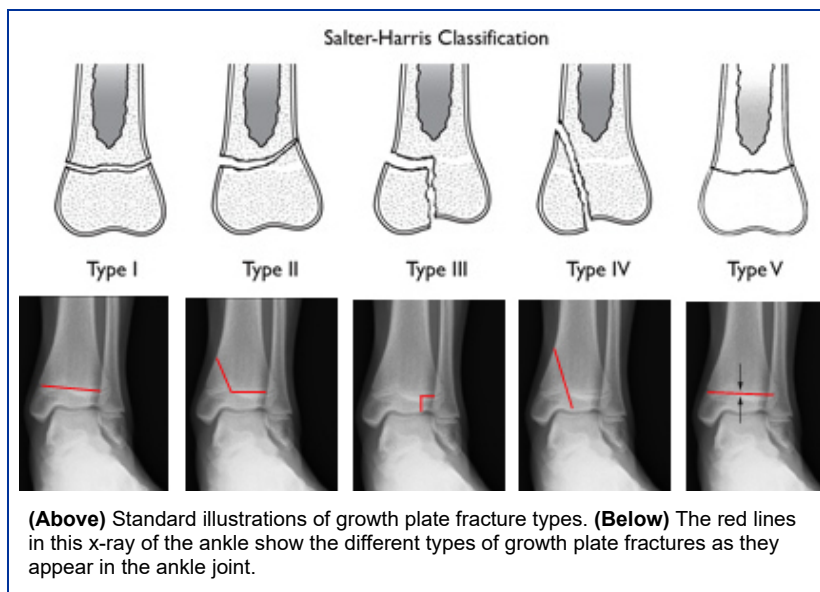 Salter-Harris Classification
Type I
Type II
Type III
Type IV
Type V
(Above) Standard illustrations of growth plate fracture types. (Below) The red lines
in this x-ray of the ankle show the different types of growth plate fractures as they
appear in the ankle joint.